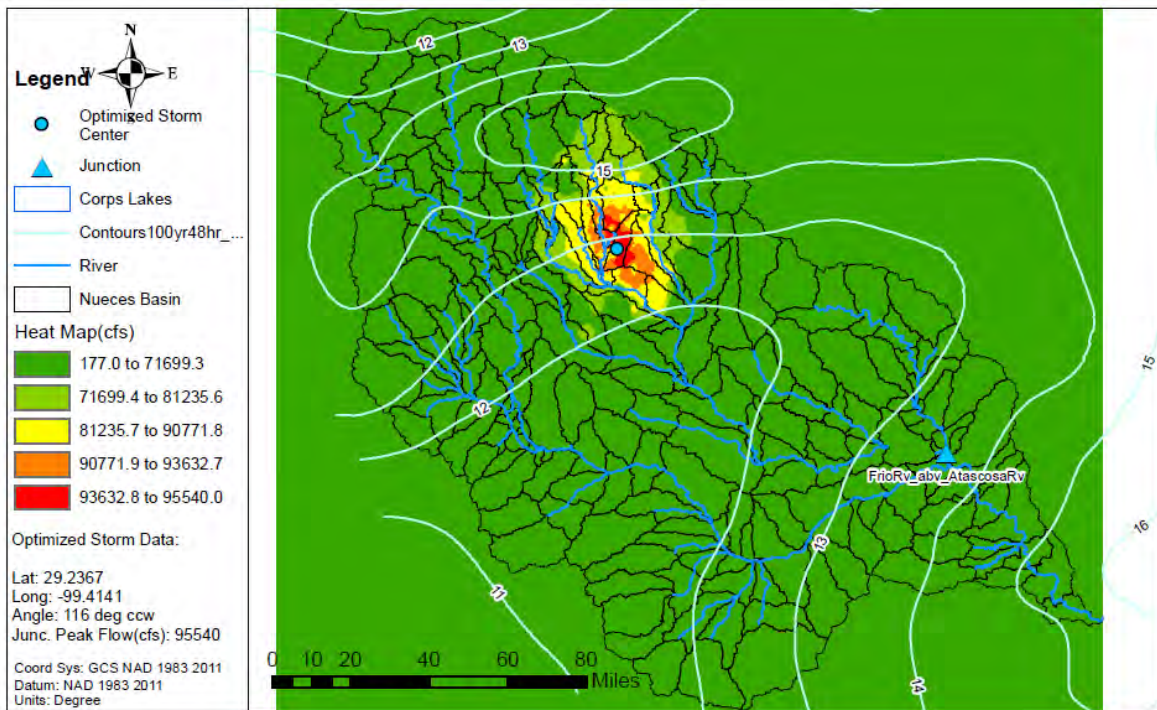 N
W
E
S
Legend
Optimized Storm
Center
Junction
Corps Lakes
Contours100yr48hr_...
River
Nueces Basin
Heat Map(cfs)
177.0 to 71699.3
71699.4 to 81235.6
81235.7 to 90771.8
90771.9 to 93632.7
93632.8 to 95540.0
Optimized Storm Data:
Lat: 29.2367
Long: -99.4141
Angle: 116 deg ccw
Junc. Peak Flow(cfs): 95540
Coord Sys: GCS NAD 1983 2011
Datum: NAD 1983 2011
Units: Degree
12
13
15
12
FrioRv_abv_AtascosaRv
15
16
13
11
14
0 10 20 40 60 80
Miles